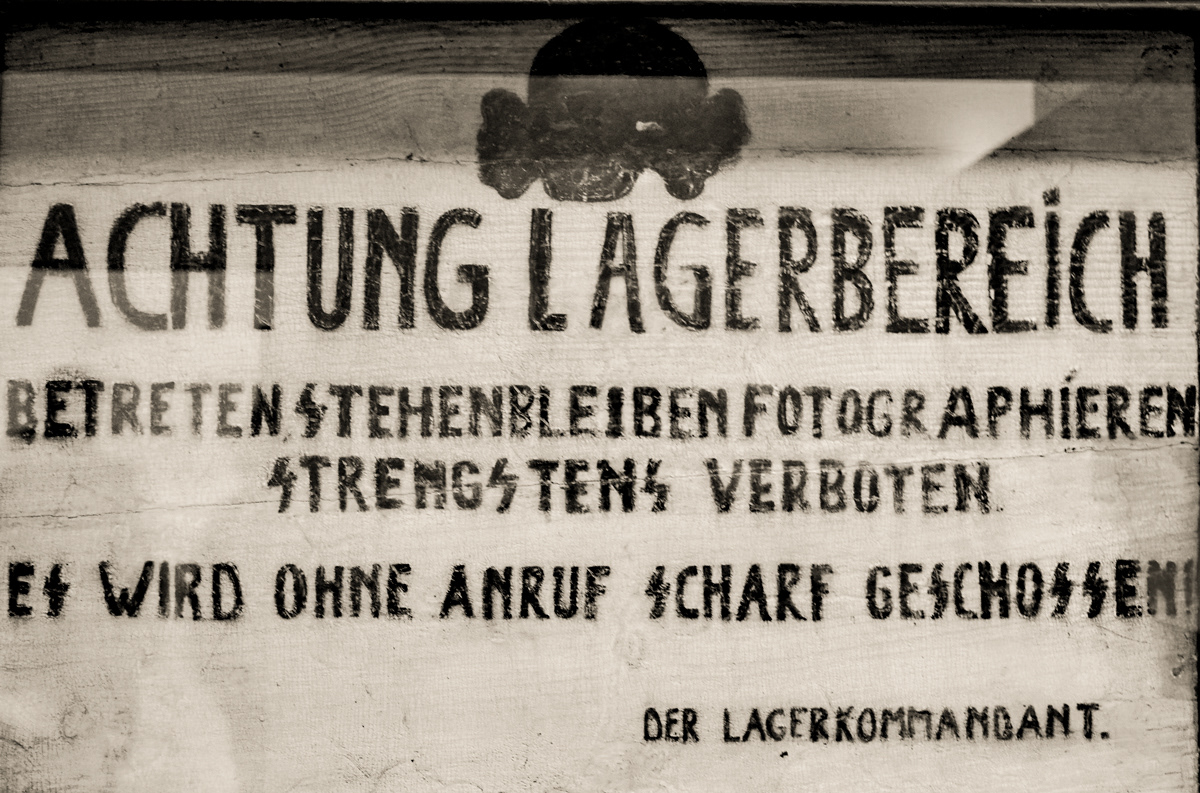 ACHTUNG LAGERBEREICH
BETRETEN, STEHENBLEIBEN FOTOGRAPHIEREN
STRENGSTENS VERBOTEN.
ES WIRD OHNE ANRUF SCHARF GESCHOSSEN!
DER LAGERKOMMANDANT.